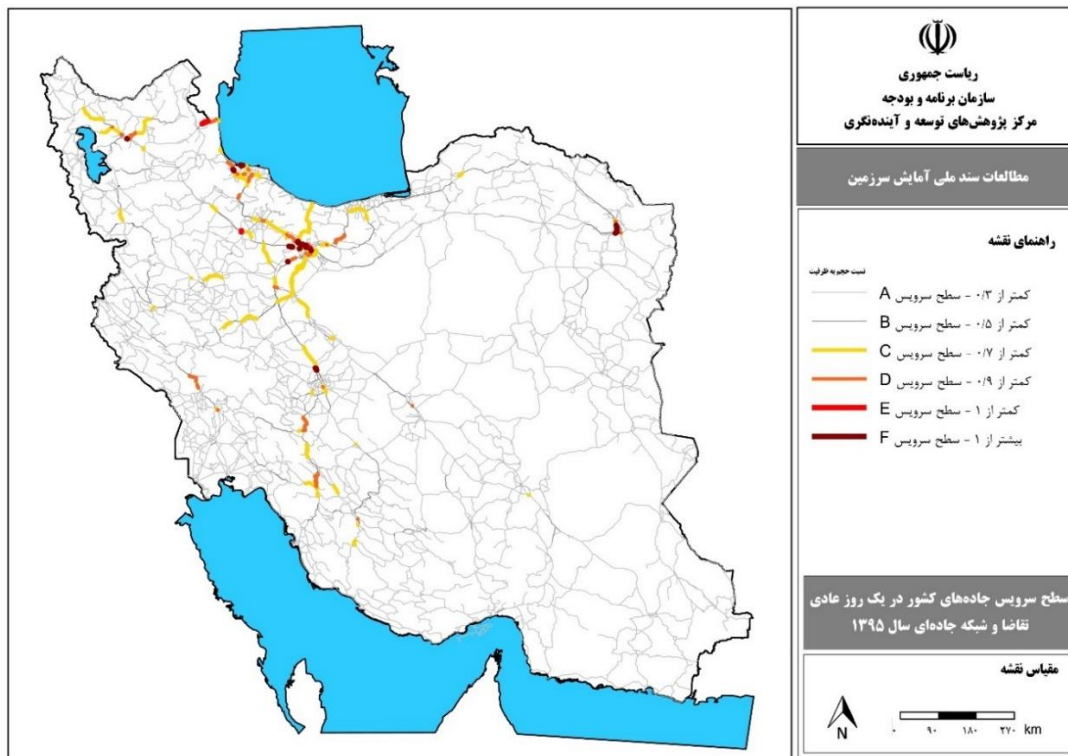 ریاست جمهوری
سازمان برنامه و بودجه
مرکز پژوهش‌های توسعه و آینده‌نگری
مطالعات سند ملی آمایش سرزمین
راهنمای نقشه
نسبت حجم به ظرفیت
کمتر از ۰/۳ - سطح سرویس A
کمتر از ۰/۵ - سطح سرویس B
کمتر از ۰/۷ - سطح سرویس C
کمتر از ۰/۹ - سطح سرویس D
کمتر از ۱ - سطح سرویس E
بیشتر از ۱ - سطح سرویس F
سطح سرویس جاده‌های کشور در یک روز عادی
تقاضا و شبکه جاده‌ای سال ۱۳۹۵
مقیاس نقشه
N
۰ ۹۰ ۱۸۰ ۲۷۰ km